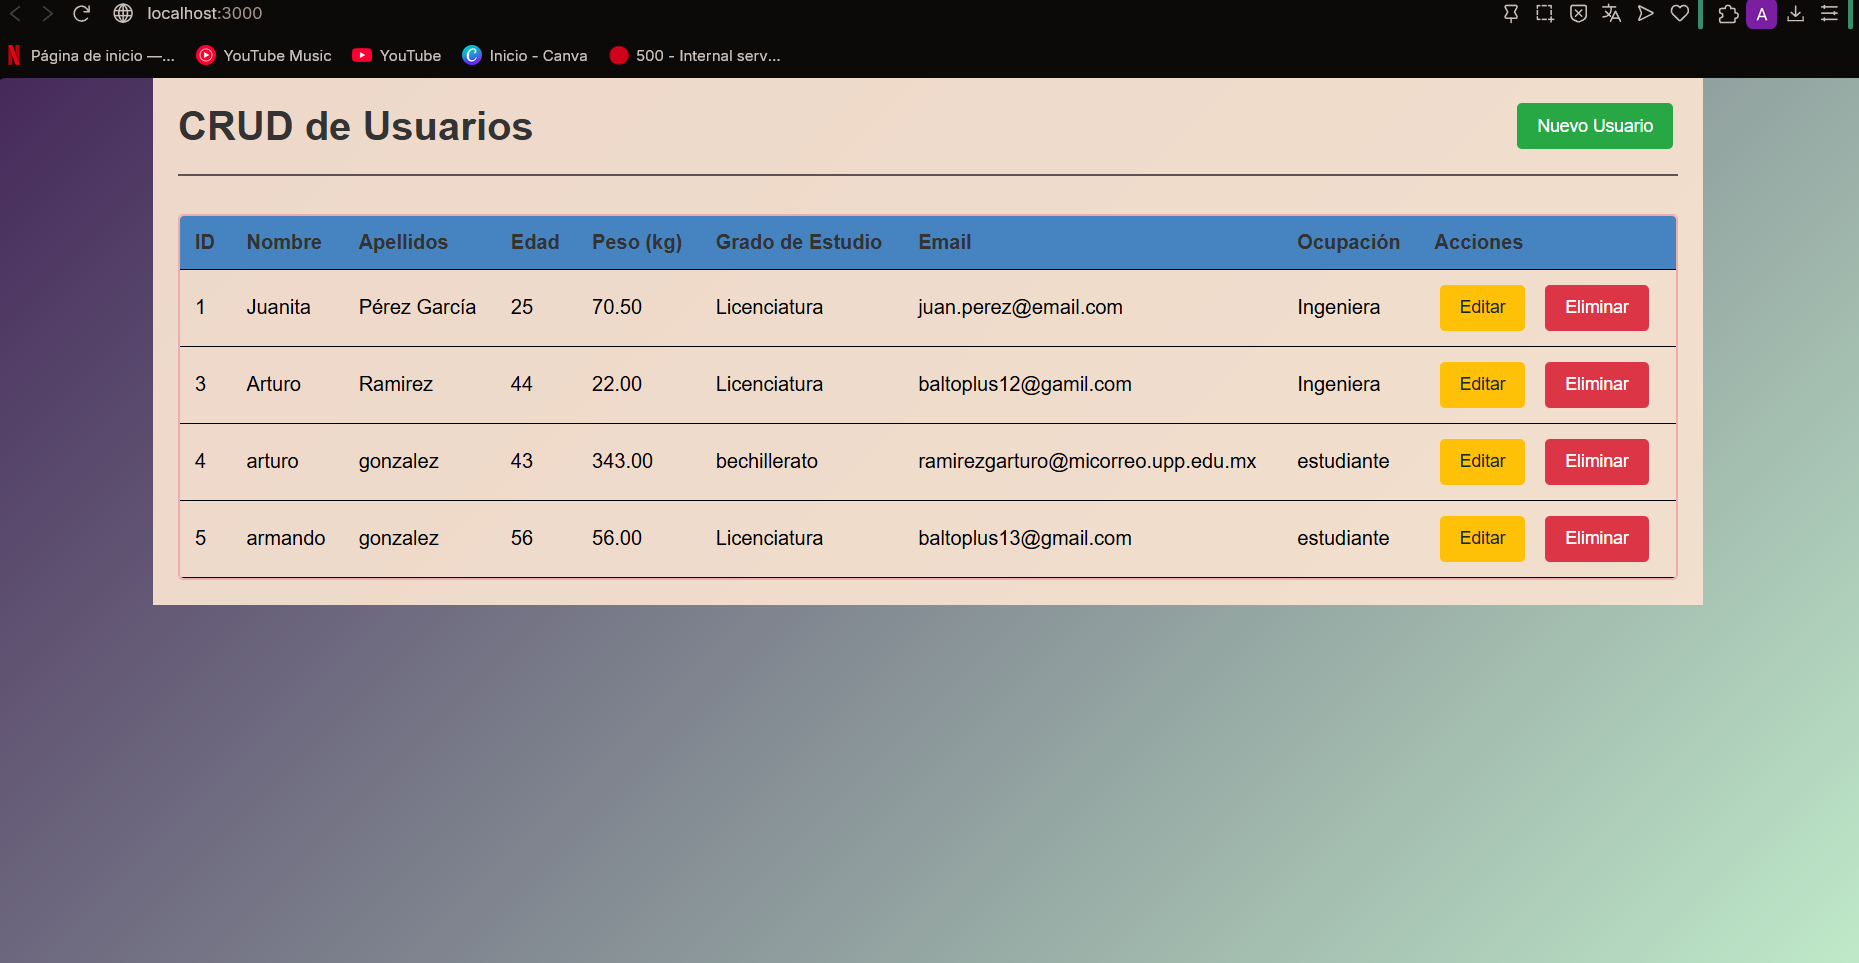 localhost:3000
A
Página de inicio —... YouTube Music YouTube Inicio - Canva 500 - Internal serv...
CRUD de Usuarios
Nuevo Usuario
ID Nombre Apellidos Edad Peso (kg) Grado de Estudio Email Ocupación Acciones
1 Juanita Pérez García 25 70.50 Licenciatura juan.perez@email.com Ingeniera Editar Eliminar
3 Arturo Ramirez 44 22.00 Licenciatura baltoplus12@gamil.com Ingeniera Editar Eliminar
4 arturo gonzalez 43 343.00 bechillerato ramirezgarturo@micorreo.upp.edu.mx estudiante Editar Eliminar
5 armando gonzalez 56 56.00 Licenciatura baltoplus13@gmail.com estudiante Editar Eliminar